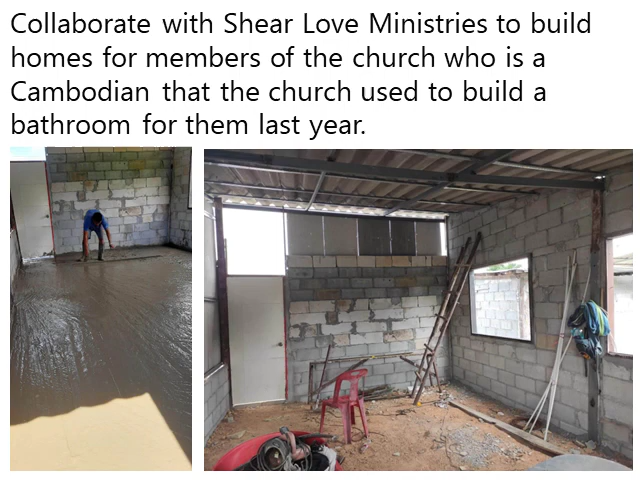 Collaborate with Shear Love Ministries to build
homes for members of the church who is a
Cambodian that the church used to build a
bathroom for them last year.